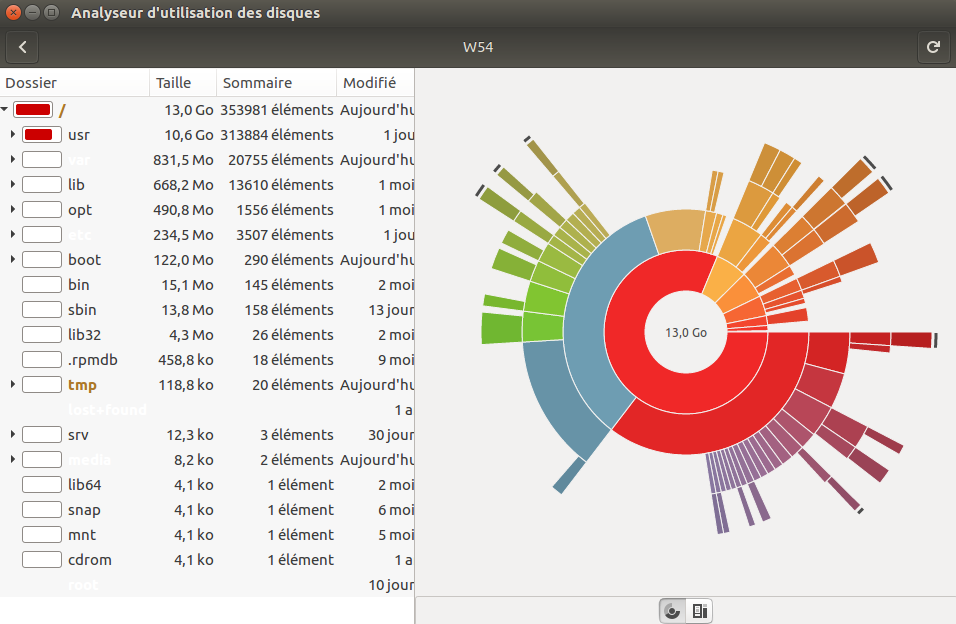 Analyseur d'utilisation des disques
W54
Dossier Taille Sommaire Modifié
/ 13,0 Go 353981 éléments Aujourd'hu
usr 10,6 Go 313884 éléments 1 jou
var 831,5 Mo 20755 éléments Aujourd'hu
lib 668,2 Mo 13610 éléments 1 moi
opt 490,8 Mo 1556 éléments 1 moi
etc 234,5 Mo 3507 éléments 1 jou
boot 122,0 Mo 290 éléments Aujourd'hu
bin 15,1 Mo 145 éléments 2 moi
sbin 13,8 Mo 158 éléments 13 jour
lib32 4,3 Mo 26 éléments 2 moi
.rpmdb 458,8 ko 18 éléments 9 moi
tmp 118,8 ko 20 éléments Aujourd'hu
lost+found 1 a
srv 12,3 ko 3 éléments 30 jour
media 8,2 ko 2 éléments Aujourd'hu
lib64 4,1 ko 1 élément 2 moi
snap 4,1 ko 1 élément 6 moi
mnt 4,1 ko 1 élément 5 moi
cdrom 4,1 ko 1 élément 1 a
root 10 jour
13,0 Go